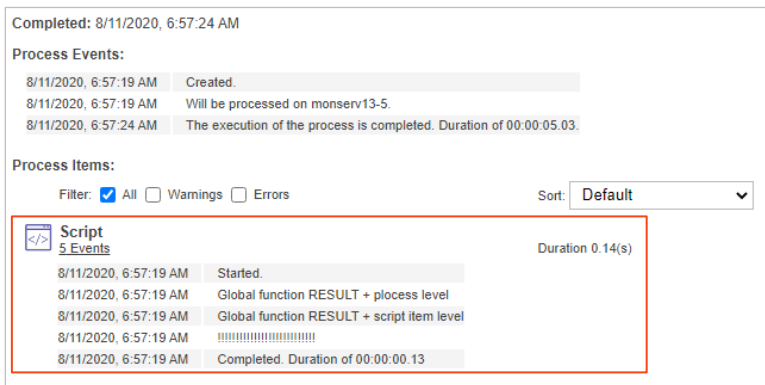 Completed: 8/11/2020, 6:57:24 AM
Process Events:
8/11/2020, 6:57:19 AM Created.
8/11/2020, 6:57:19 AM Will be processed on monserv13-5.
8/11/2020, 6:57:24 AM The execution of the process is completed. Duration of 00:00:05.03.
Process Items:
Filter: All Warnings Errors Sort: Default
Script
5 Events Duration 0.14(s)
8/11/2020, 6:57:19 AM Started.
8/11/2020, 6:57:19 AM Global function RESULT + plocess level
8/11/2020, 6:57:19 AM Global function RESULT + script item level
8/11/2020, 6:57:19 AM !!!!!!!!!!!!!!!!!!!!!!!!!!!
8/11/2020, 6:57:19 AM Completed. Duration of 00:00:00.13